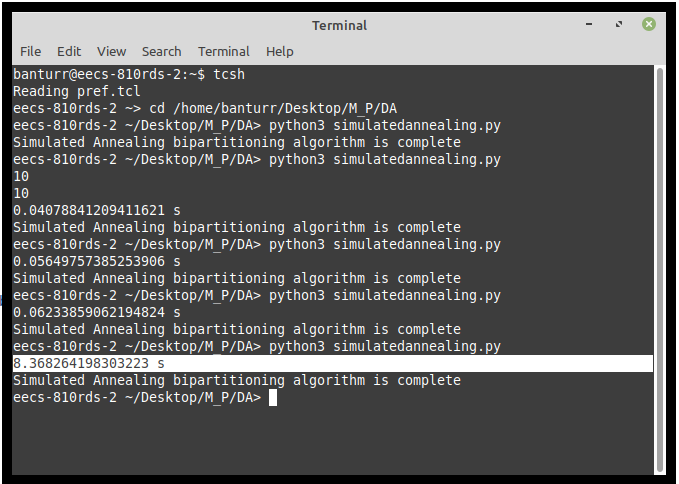 Terminal
File Edit View Search Terminal Help
banturr@eecs-810rds-2:~$ tcsh
Reading pref.tcl
eecs-810rds-2 ~> cd /home/banturr/Desktop/M_P/DA
eecs-810rds-2 ~/Desktop/M_P/DA> python3 simulatedannealing.py
Simulated Annealing bipartitioning algorithm is complete
eecs-810rds-2 ~/Desktop/M_P/DA> python3 simulatedannealing.py
10
10
0.04078841209411621 s
Simulated Annealing bipartitioning algorithm is complete
eecs-810rds-2 ~/Desktop/M_P/DA> python3 simulatedannealing.py
0.05649757385253906 s
Simulated Annealing bipartitioning algorithm is complete
eecs-810rds-2 ~/Desktop/M_P/DA> python3 simulatedannealing.py
0.06233859062194824 s
Simulated Annealing bipartitioning algorithm is complete
eecs-810rds-2 ~/Desktop/M_P/DA> python3 simulatedannealing.py
8.368264198303223 s
Simulated Annealing bipartitioning algorithm is complete
eecs-810rds-2 ~/Desktop/M_P/DA>